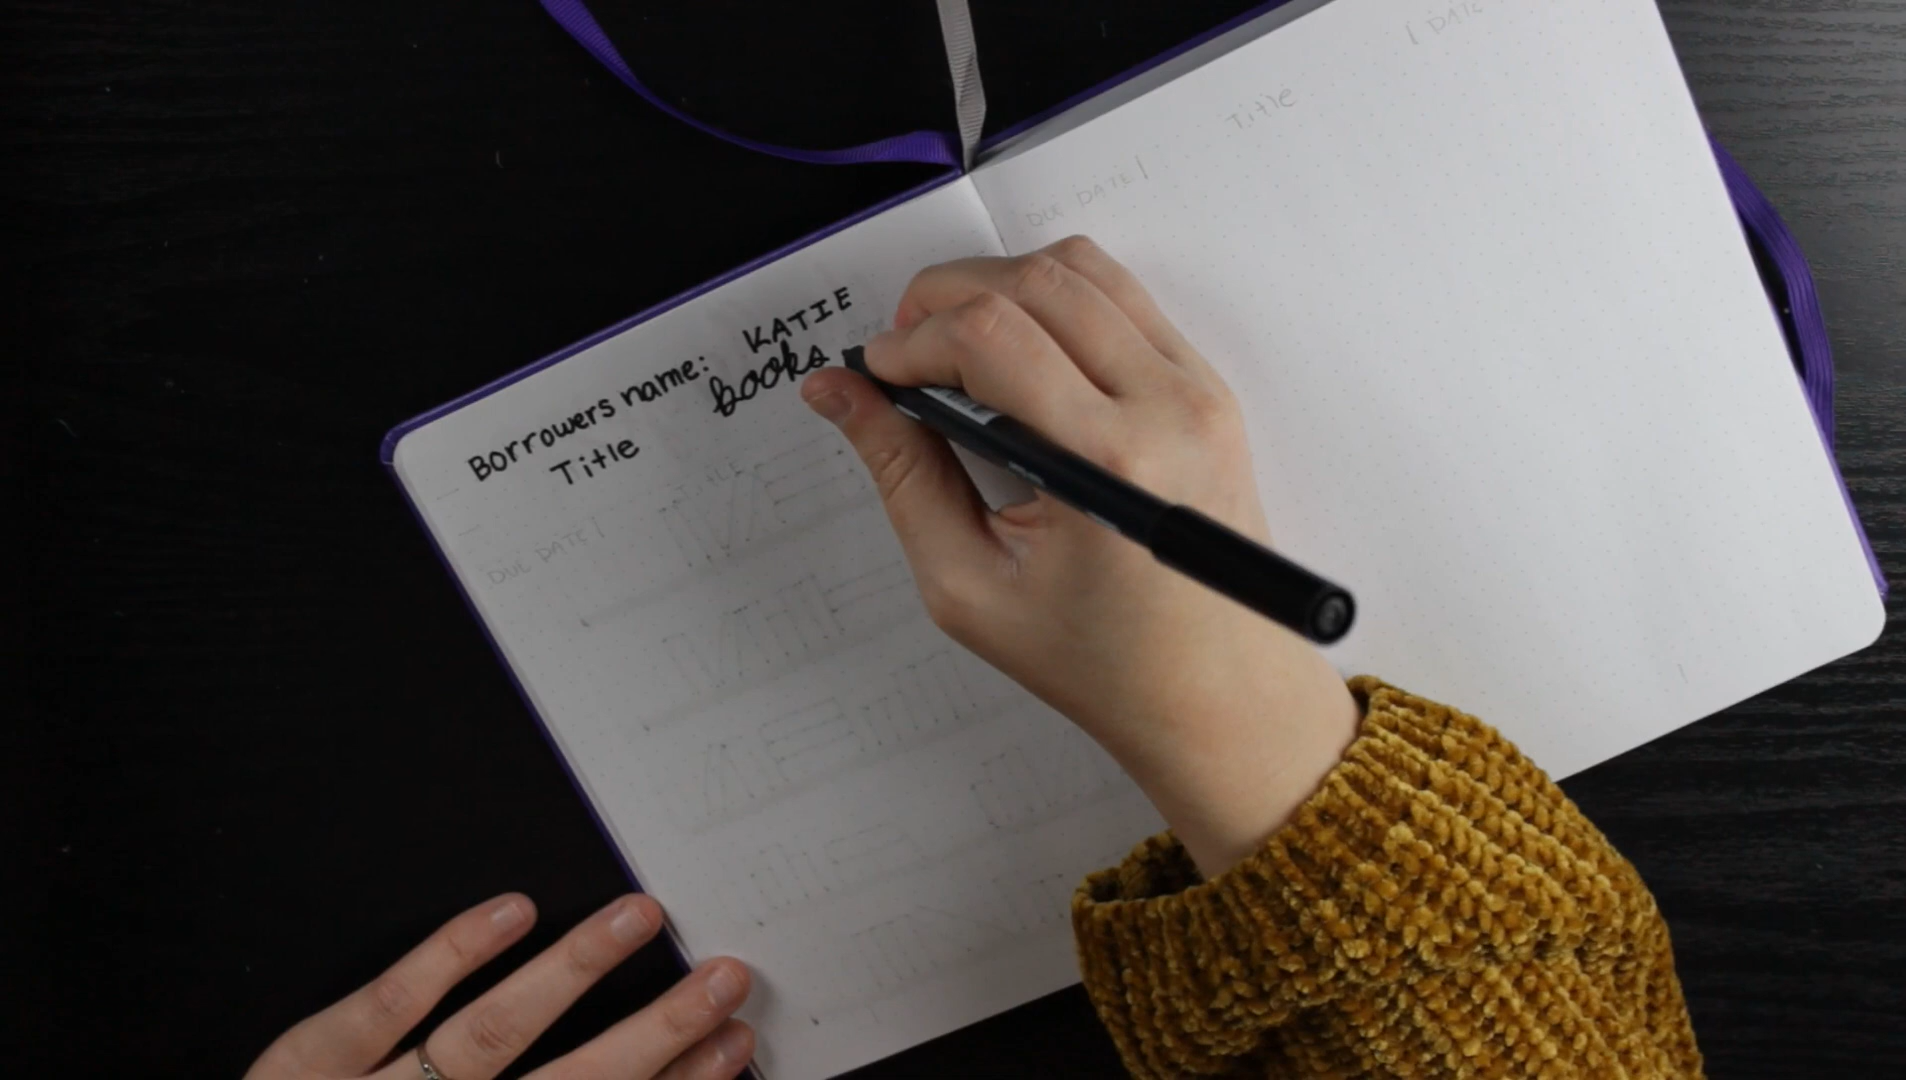 Borrowers name: KATIE
Title books
TITLE
DUE DATE |
DUE DATE |
Title
| DATE